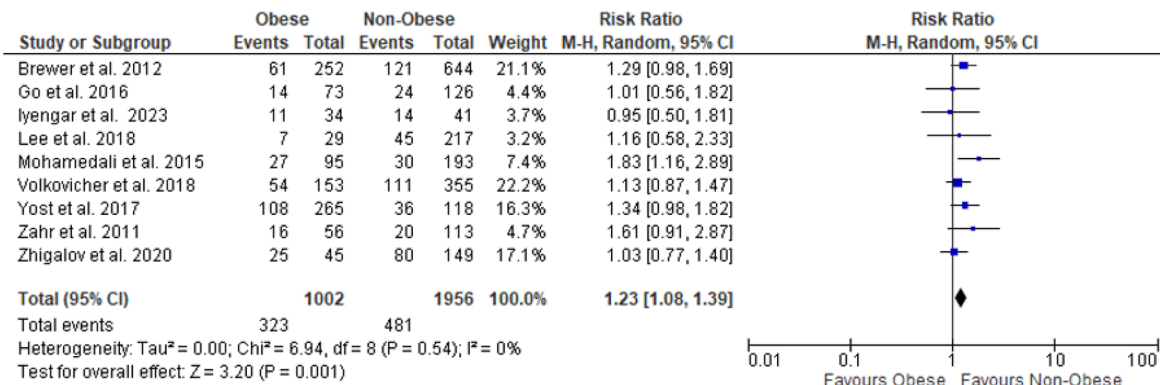 Obese Non-Obese Risk Ratio Risk Ratio
Study or Subgroup Events Total Events Total Weight M-H, Random, 95% CI M-H, Random, 95% CI
Brewer et al. 2012 61 252 121 644 21.1% 1.29 [0.98, 1.69]
Go et al. 2016 14 73 24 126 4.4% 1.01 [0.56, 1.82]
Iyengar et al. 2023 11 34 14 41 3.7% 0.95 [0.50, 1.81]
Lee et al. 2018 7 29 45 217 3.2% 1.16 [0.58, 2.33]
Mohamedali et al. 2015 27 95 30 193 7.4% 1.83 [1.16, 2.89]
Volkovicher et al. 2018 54 153 111 355 22.2% 1.13 [0.87, 1.47]
Yost et al. 2017 108 265 36 118 16.3% 1.34 [0.98, 1.82]
Zahr et al. 2011 16 56 20 113 4.7% 1.61 [0.91, 2.87]
Zhigalov et al. 2020 25 45 80 149 17.1% 1.03 [0.77, 1.40]
Total (95% CI) 1002 1956 100.0% 1.23 [1.08, 1.39]
Total events 323 481
Heterogeneity: Tau² = 0.00; Chi² = 6.94, df = 8 (P = 0.54); I² = 0%
Test for overall effect: Z = 3.20 (P = 0.001)
0.01 0.1 1 10 100
Favours Obese Favours Non-Obese